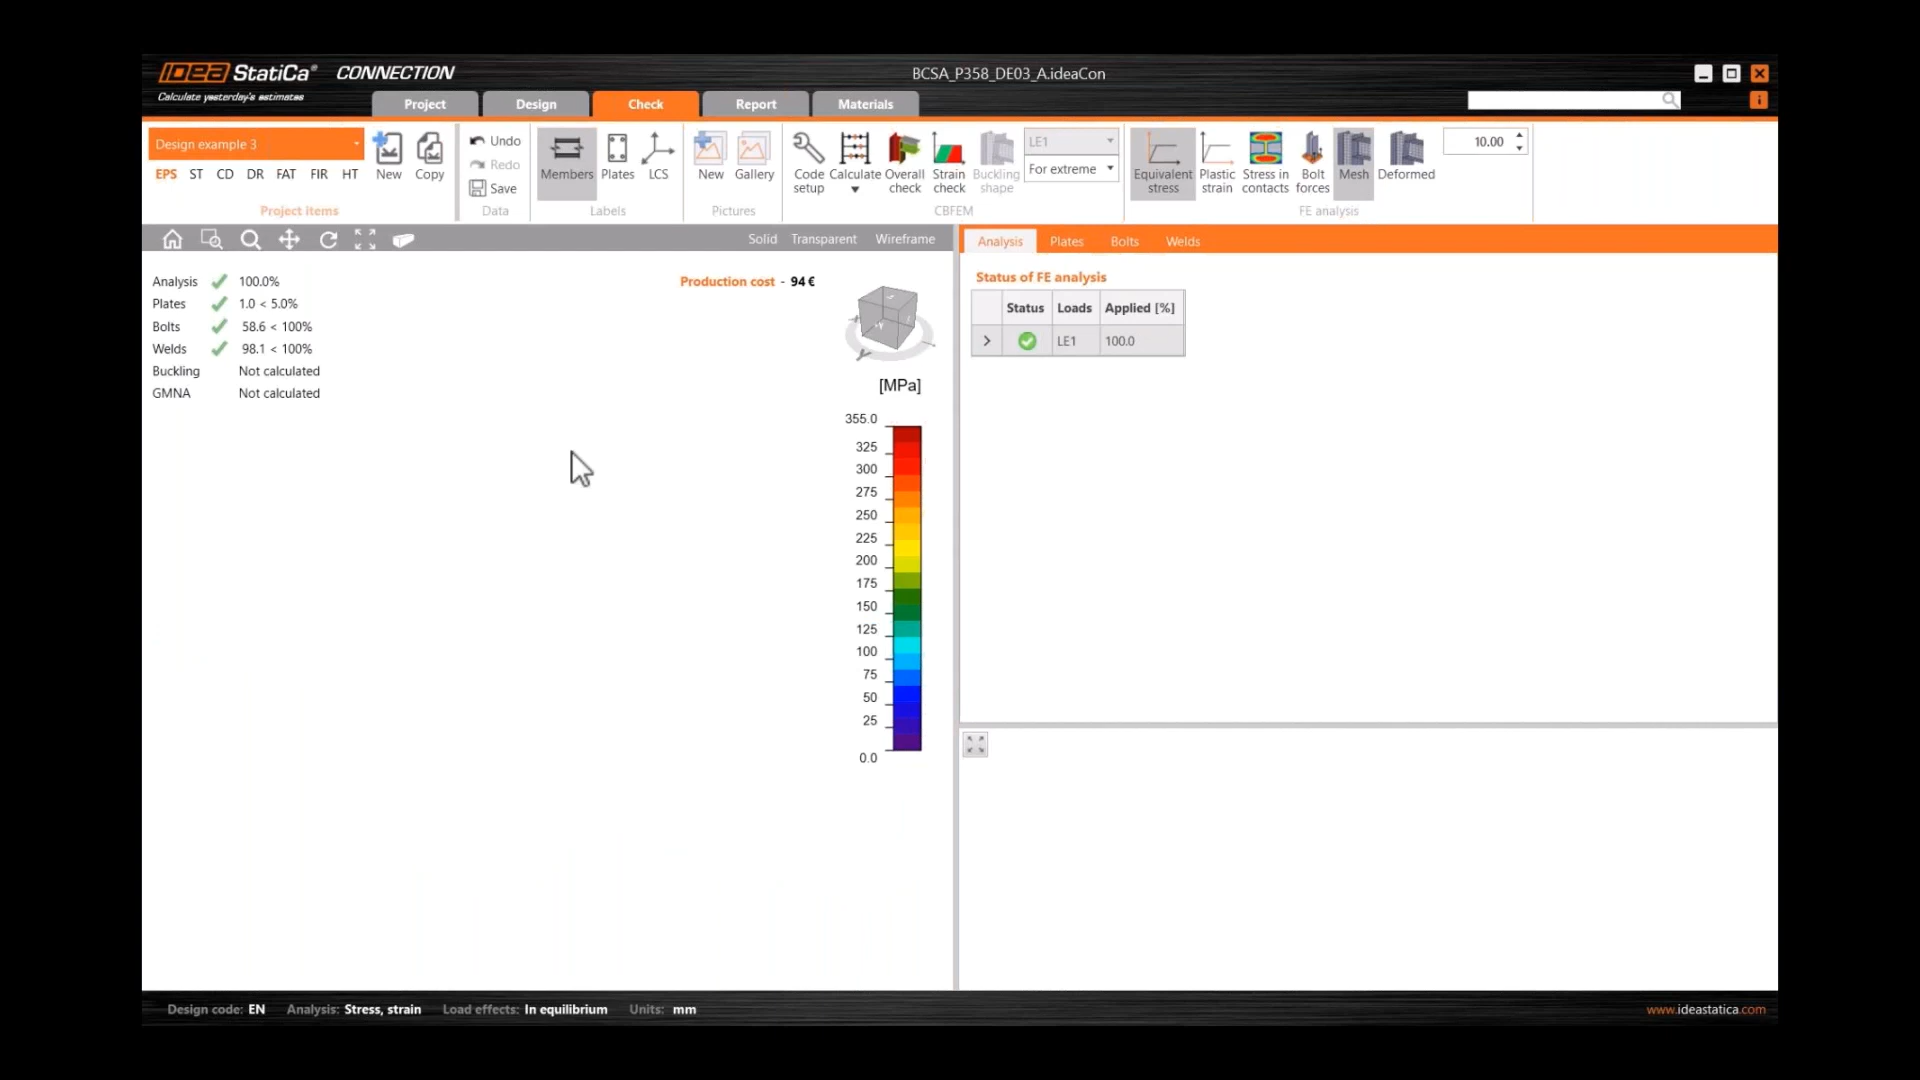 IDEA StatiCa® CONNECTION
Calculate yesterday's estimates
BCSA_P358_DE03_A.ideaCon
Project Design Check Report Materials
Design example 3
EPS ST CD DR FAT FIR HT
New Copy
Project items
Undo
Redo
Save
Data
Members Plates LCS
Labels
New Gallery
Pictures
Code setup Calculate Overall check Strain check Buckling shape
LE1
For extreme
CBFEM
Equivalent stress Plastic strain Stress in contacts Bolt forces Mesh Deformed
10.00
FE analysis
Solid Transparent Wireframe
Analysis 100.0%
Plates 1.0 < 5.0%
Bolts 58.6 < 100%
Welds 98.1 < 100%
Buckling Not calculated
GMNA Not calculated
Production cost - 94 €
[MPa]
355.0
325
300
275
250
225
200
175
150
125
100
75
50
25
0.0
Analysis Plates Bolts Welds
Status of FE analysis
Status Loads Applied [%]
LE1 100.0
Design code: EN Analysis: Stress, strain Load effects: In equilibrium Units: mm
www.ideastatica.com